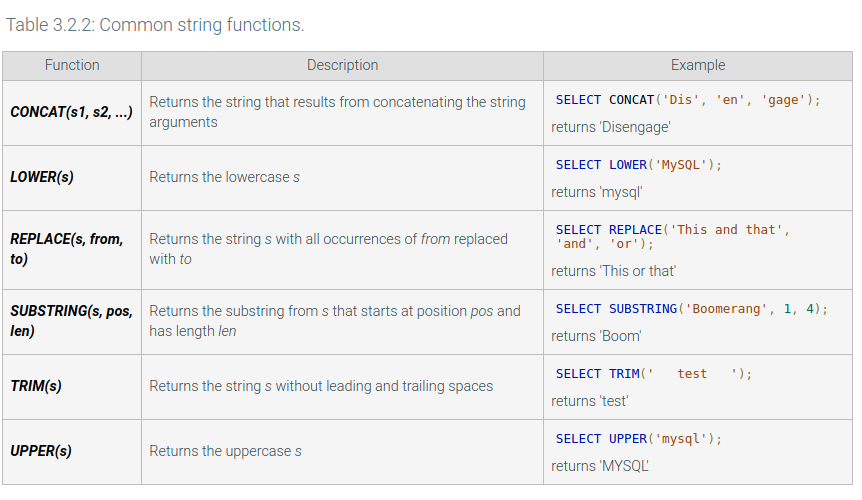 Table 3.2.2: Common string functions.
Function Description Example
CONCAT(s1, s2, ...)
Returns the string that results from concatenating the string
arguments
SELECT CONCAT('Dis', 'en', 'gage');
returns 'Disengage'
LOWER(s)
Returns the lowercase s
SELECT LOWER('MySQL');
returns 'mysql'
REPLACE(s, from,
to)
Returns the string s with all occurrences of from replaced
with to
SELECT REPLACE('This and that',
'and', 'or');
returns 'This or that'
SUBSTRING(s, pos,
len)
Returns the substring from s that starts at position pos and
has length len
SELECT SUBSTRING('Boomerang', 1, 4);
returns 'Boom'
TRIM(s)
Returns the string s without leading and trailing spaces
SELECT TRIM('   test   ');
returns 'test'
UPPER(s)
Returns the uppercase s
SELECT UPPER('mysql');
returns 'MYSQL'